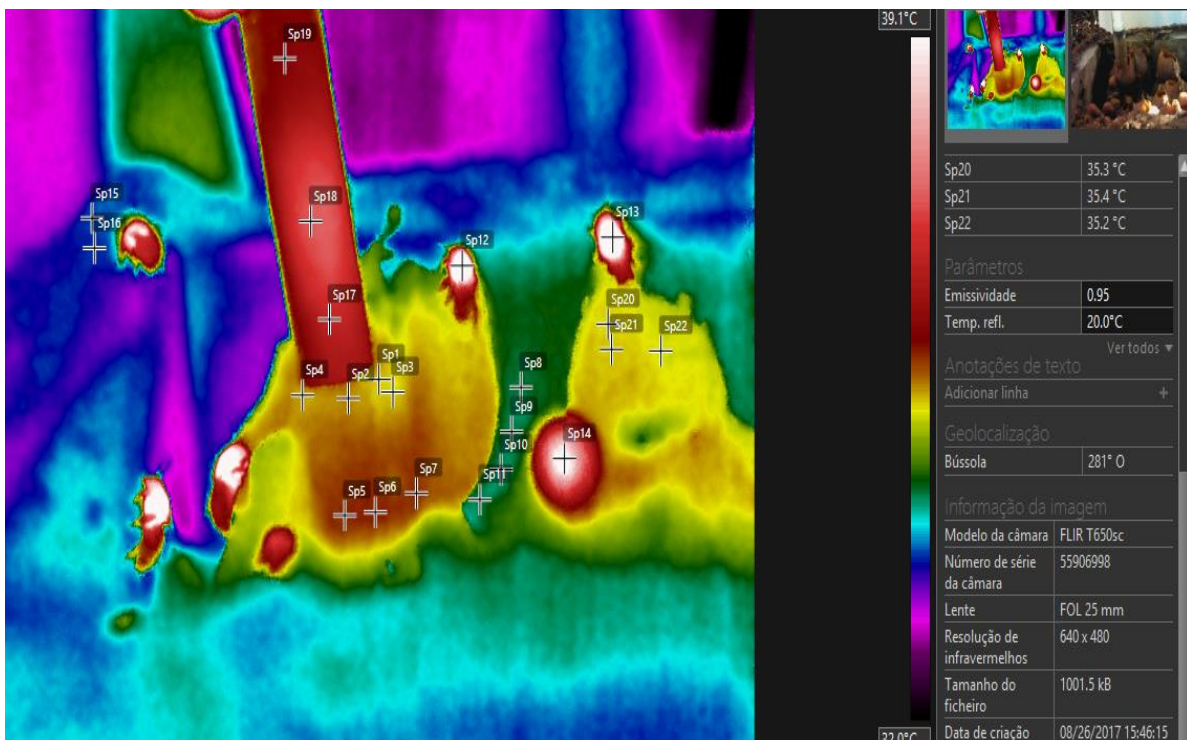 39.1°C
Sp19
Sp15
Sp16
Sp18
Sp13
Sp12
Sp17
Sp20
Sp21
Sp22
Sp1
Sp3
Sp4
Sp2
Sp8
Sp9
Sp10
Sp11
Sp14
Sp7
Sp5
Sp6
32.0°C
Sp20 35.3 °C
Sp21 35.4 °C
Sp22 35.2 °C
Parâmetros
Emissividade 0.95
Temp. refl. 20.0°C
Ver todos
Anotações de texto
Adicionar linha +
Geolocalização
Bússola 281° O
Informação da imagem
Modelo da câmara FLIR T650sc
Número de série da câmara 55906998
Lente FOL 25 mm
Resolução de infravermelhos 640 x 480
Tamanho do ficheiro 1001.5 kB
Data de criação 08/26/2017 15:46:15